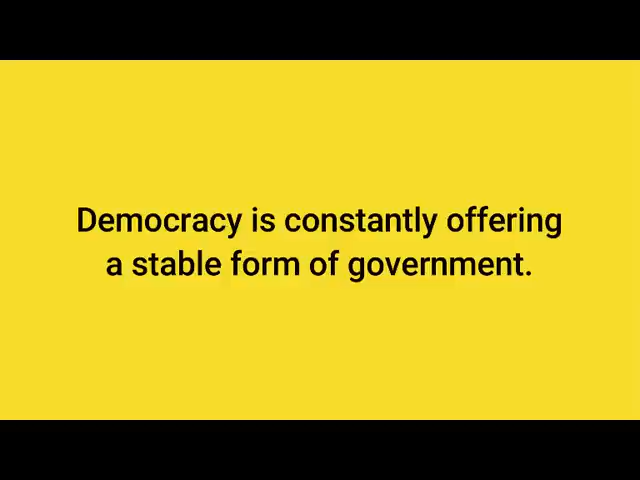 Democracy is constantly offering
a stable form of government.